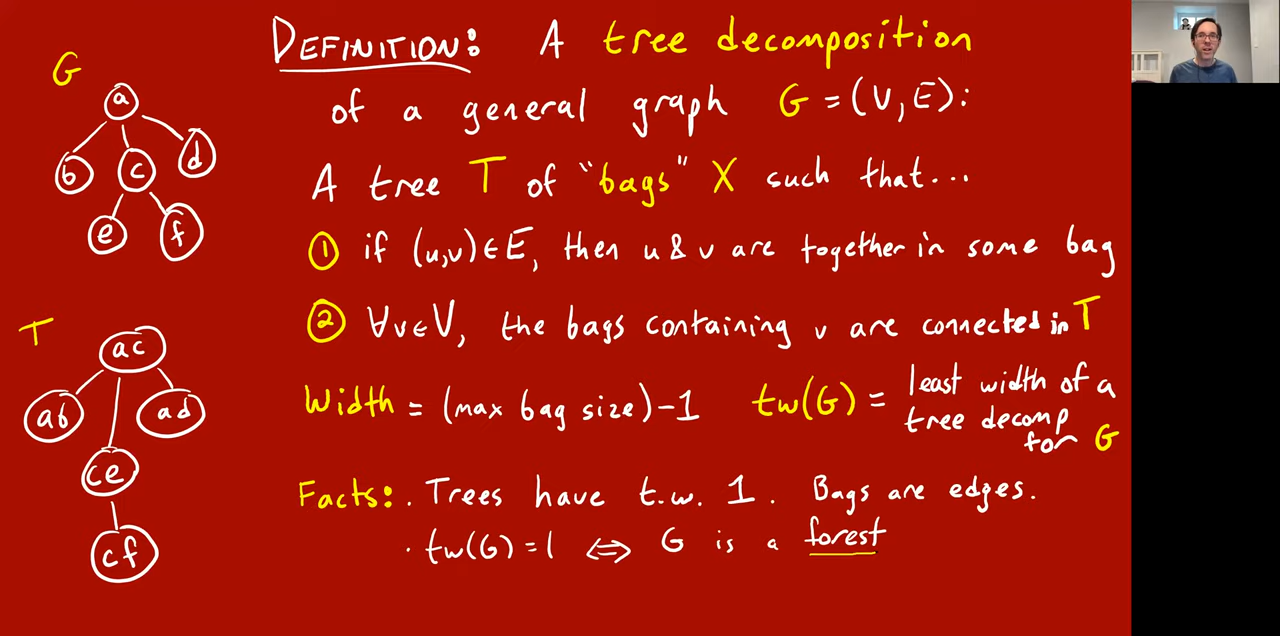 G
a
b c d
e f
T
ac
ab ad
ce
cf
DEFINITION: A tree decomposition
of a general graph G = (V, E):
A tree T of "bags" X such that...
① if (u,v) ∈ E, then u & v are together in some bag
② ∀v∈V, the bags containing v are connected in T
Width = (max bag size) - 1
tw(G) = least width of a
tree decomp
for G
Facts: · Trees have t.w. 1. Bags are edges.
· tw(G) = 1 ⇔ G is a forest